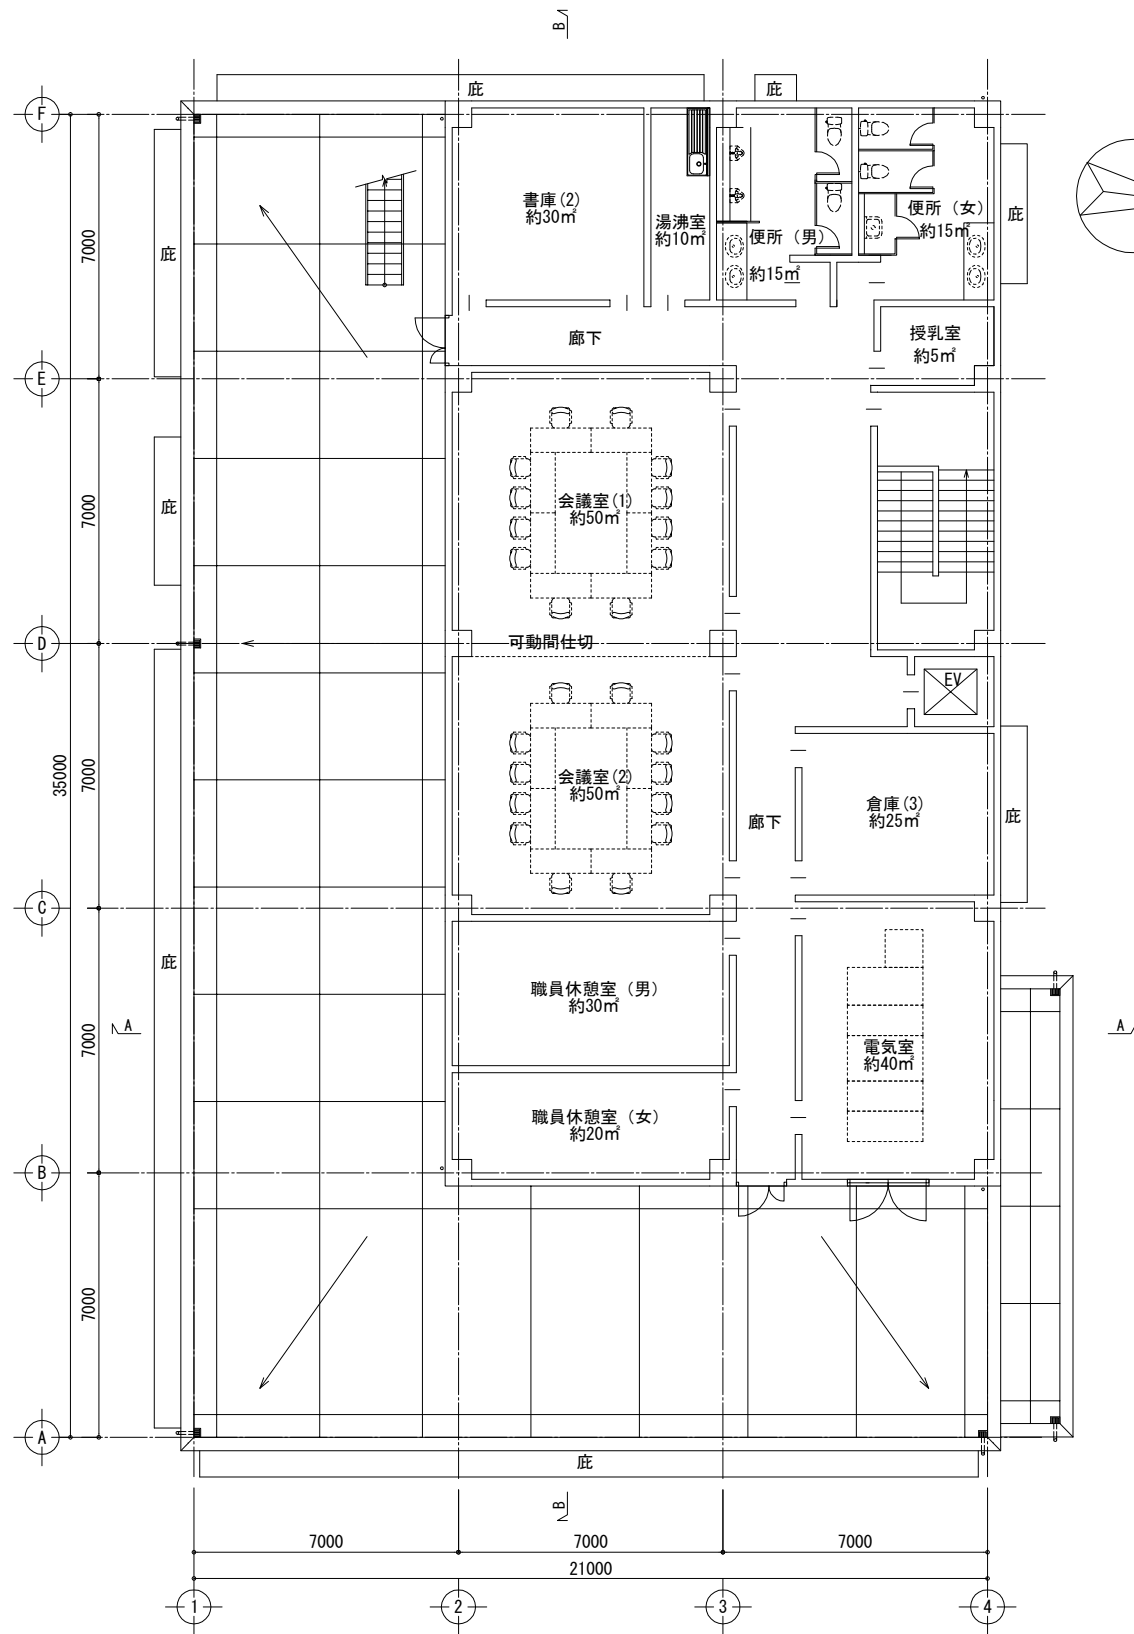 B
庇
庇
F
書庫(2)
約30㎡
湯沸室
約10㎡
便所（男）
約15㎡
便所（女）
約15㎡
庇
庇
7000
廊下
授乳室
約5㎡
E
会議室(1)
約50㎡
庇
7000
D
可動間仕切
EV
35000
7000
会議室(2)
約50㎡
廊下
倉庫(3)
約25㎡
庇
C
庇
職員休憩室（男）
約30㎡
A
A
7000
電気室
約40㎡
職員休憩室（女）
約20㎡
B
7000
A
庇
B
7000
7000
7000
21000
1
2
3
4